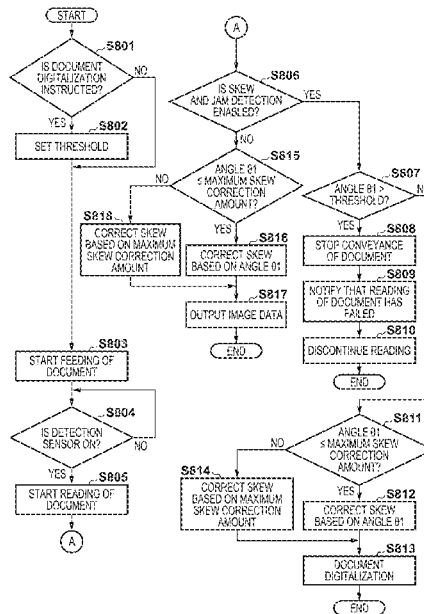 START
S801
IS DOCUMENT
DIGITALIZATION
INSTRUCTED?
NO
YES
S802
SET THRESHOLD
S803
START FEEDING OF
DOCUMENT
S804
IS DETECTION
SENSOR ON?
NO
YES
S805
START READING OF
DOCUMENT
A
A
S806
IS SKEW
AND JAM DETECTION
ENABLED?
YES
NO
S815
ANGLE θ1
≤ MAXIMUM SKEW
CORRECTION
AMOUNT?
NO
YES
S818
CORRECT SKEW
BASED ON MAXIMUM
SKEW CORRECTION
AMOUNT
S816
CORRECT SKEW
BASED ON ANGLE θ1
S817
OUTPUT IMAGE DATA
END
S807
ANGLE θ1 >
THRESHOLD?
NO
YES
S808
STOP CONVEYANCE
OF DOCUMENT
S809
NOTIFY THAT READING
OF DOCUMENT HAS
FAILED
S810
DISCONTINUE READING
END
S811
ANGLE θ1
≤ MAXIMUM SKEW
CORRECTION
AMOUNT?
NO
YES
S814
CORRECT SKEW
BASED ON MAXIMUM
SKEW CORRECTION
AMOUNT
S812
CORRECT SKEW
BASED ON ANGLE θ1
S813
DOCUMENT
DIGITALIZATION
END